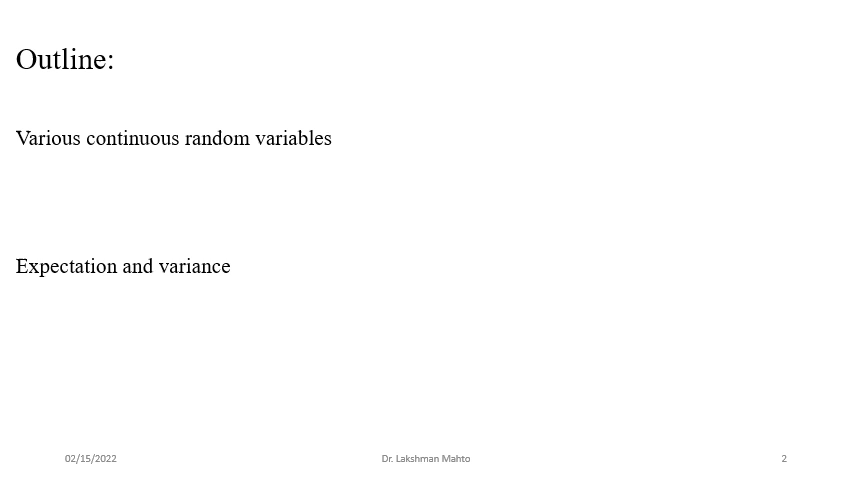 Outline:
Various continuous random variables
Expectation and variance
02/15/2022
Dr. Lakshman Mahto
2